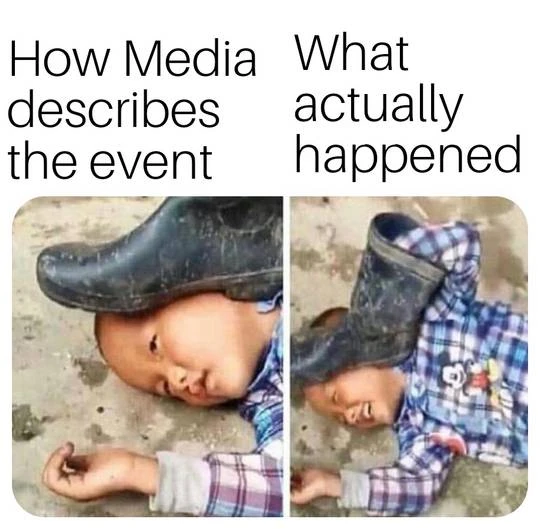 How Media
describes
the event
What
actually
happened